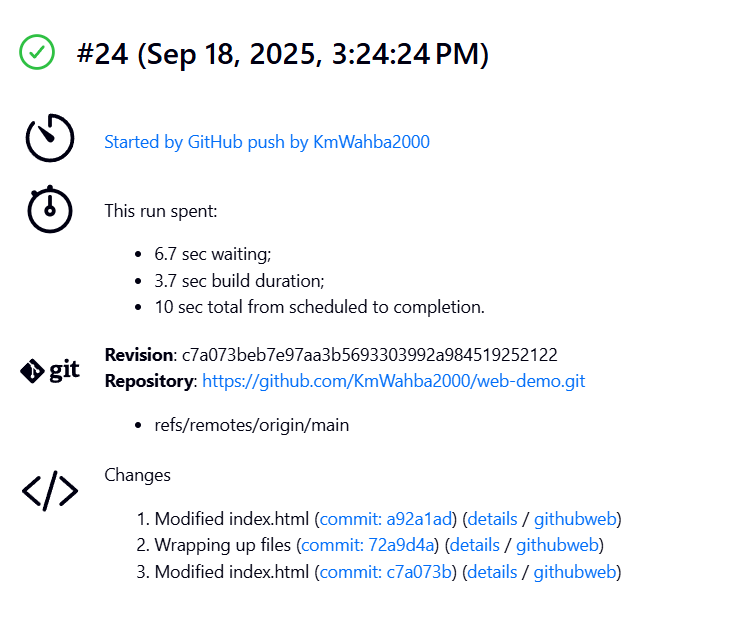 #24 (Sep 18, 2025, 3:24:24 PM)
Started by GitHub push by KmWahba2000
This run spent:
• 6.7 sec waiting;
• 3.7 sec build duration;
• 10 sec total from scheduled to completion.
git
Revision: c7a073beb7e97aa3b5693303992a984519252122
Repository: https://github.com/KmWahba2000/web-demo.git
• refs/remotes/origin/main
Changes
1. Modified index.html (commit: a92a1ad) (details / githubweb)
2. Wrapping up files (commit: 72a9d4a) (details / githubweb)
3. Modified index.html (commit: c7a073b) (details / githubweb)